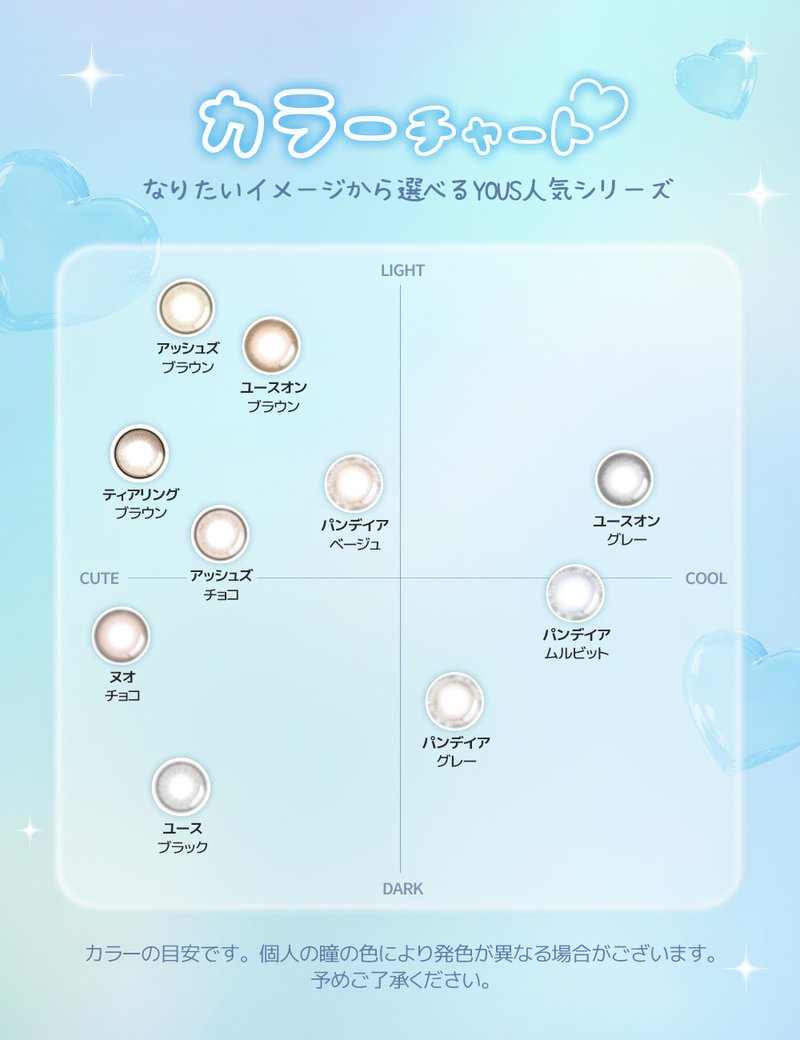 カラーチャート
なりたいイメージから選べるYOUS人気シリーズ
LIGHT
アッシュズ
ブラウン
ユースオン
ブラウン
ティアリング
ブラウン
パンデイア
ベージュ
ユースオン
グレー
アッシュズ
チョコ
CUTE
COOL
パンデイア
ムルビット
ヌオ
チョコ
パンデイア
グレー
ユース
ブラック
DARK
カラーの目安です。個人の瞳の色により発色が異なる場合がございます。
予めご了承ください。